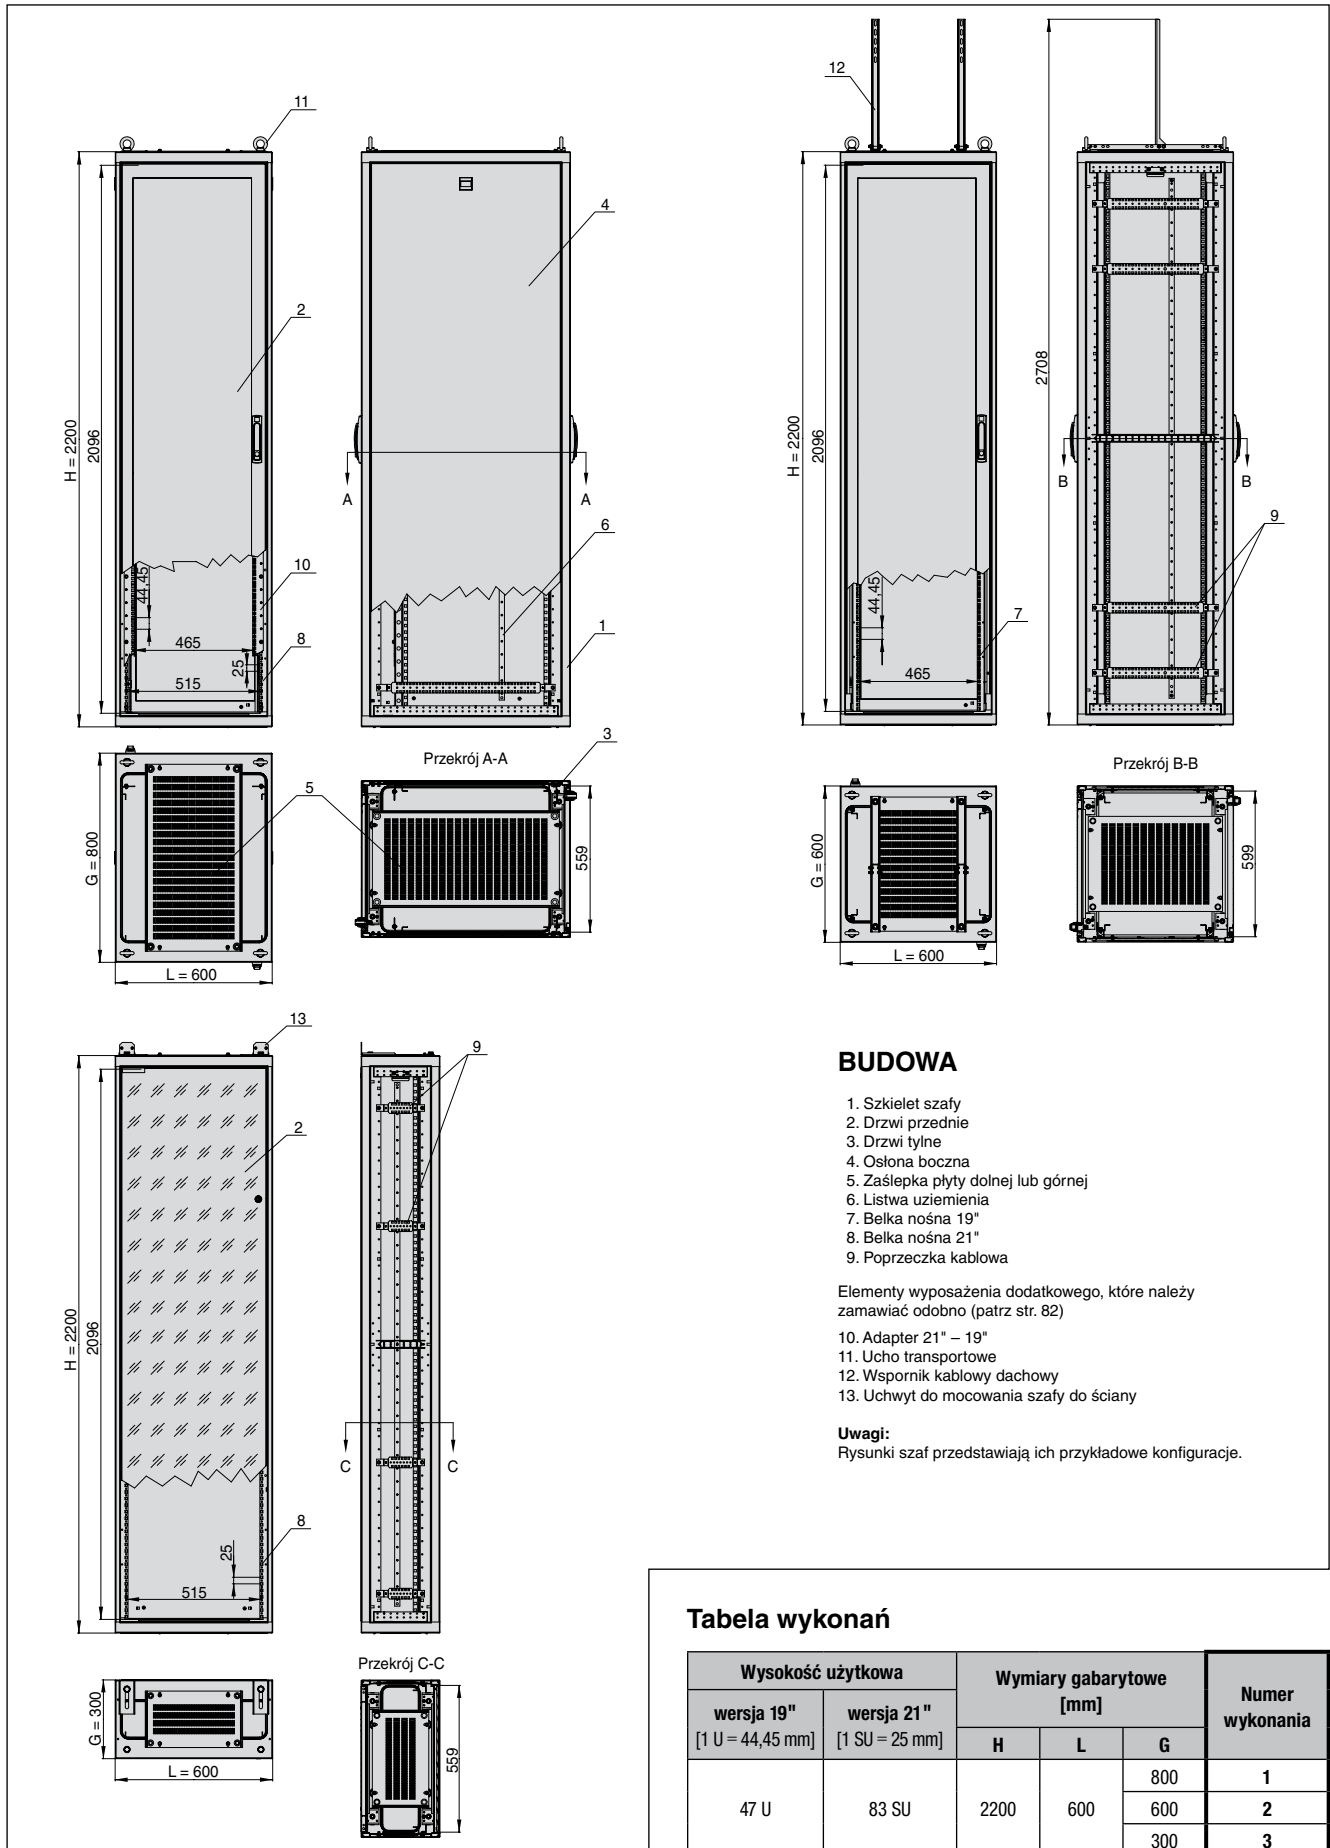 11
12
H = 2200
2096
4
2
A
A
6
10
44,45
465
8
25
515
1
2708
H = 2200
2096
B
B
9
44,45
465
7
Przekrój A-A
3
5
G = 800
L = 600
559
Przekrój B-B
G = 600
L = 600
599
13
9
2
H = 2200
2096
C
C
8
25
515
Przekrój C-C
G = 300
L = 600
559
BUDOWA
1. Szkielet szafy
2. Drzwi przednie
3. Drzwi tylne
4. Osłona boczna
5. Zaślepka płyty dolnej lub górnej
6. Listwa uziemienia
7. Belka nośna 19"
8. Belka nośna 21"
9. Poprzeczka kablowa
Elementy wyposażenia dodatkowego, które należy
zamawiać odobno (patrz str. 82)
10. Adapter 21" – 19"
11. Ucho transportowe
12. Wspornik kablowy dachowy
13. Uchwyt do mocowania szafy do ściany
Uwagi:
Rysunki szaf przedstawiają ich przykładowe konfiguracje.
Tabela wykonań
Wysokość użytkowa
Wymiary gabarytowe
[mm]
Numer
wykonania
wersja 19"
[1 U = 44,45 mm]
wersja 21"
[1 SU = 25 mm]
H
L
G
47 U
83 SU
2200
600
800
1
600
2
300
3